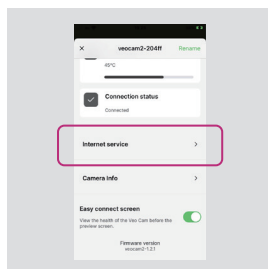 veocam2-204ff Rename
45°C
Connection status
Connected
Internet service
Camera info
Easy connect screen
View the health of the Veo Cam before the
preview screen.
Firmware version
veocam2-1.2.1